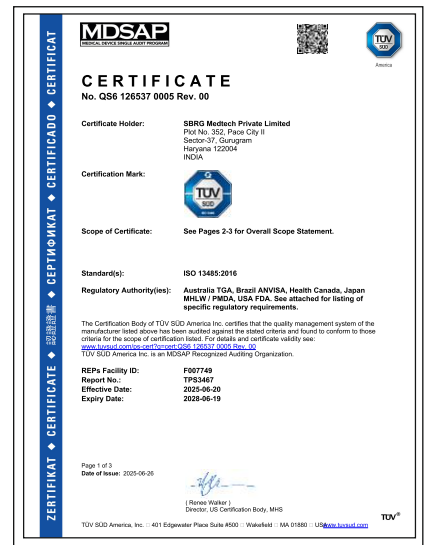 MDSAP
MEDICAL DEVICE SINGLE AUDIT PROGRAM
TÜV
SÜD
America
CERTIFICATE
No. QS6 126537 0005 Rev. 00
Certificate Holder:
SBRG Medtech Private Limited
Plot No. 352, Pace City II
Sector-37, Gurugram
Haryana 122004
INDIA
Certification Mark:
TÜV
SÜD
Scope of Certificate:
See Pages 2-3 for Overall Scope Statement.
Standard(s):
ISO 13485:2016
Regulatory Authority(ies):
Australia TGA, Brazil ANVISA, Health Canada, Japan
MHLW / PMDA, USA FDA. See attached for listing of
specific regulatory requirements.
The Certification Body of TÜV SÜD America Inc. certifies that the quality management system of the
manufacturer listed above has been audited against the stated criteria and found to conform to those
criteria for the scope of certification listed. For details and certificate validity see:
www.tuvsud.com/ps-cert?q=cert:QS6 126537 0005 Rev. 00
TÜV SÜD America Inc. is an MDSAP Recognized Auditing Organization.
REPs Facility ID:
F007749
Report No.:
TPS3467
Effective Date:
2025-06-20
Expiry Date:
2028-06-19
Page 1 of 3
Date of Issue: 2025-06-26
( Renee Walker )
Director, US Certification Body, MHS
TÜV SÜD America, Inc. □ 401 Edgewater Place Suite #500 □ Wakefield □ MA 01880 □ USA www.tuvsud.com
TÜV®
ZERTIFIKAT ◆ CERTIFICATE ◆ 認證證書 ◆ СЕРТИФИКАТ ◆ CERTIFICADO ◆ CERTIFICAT